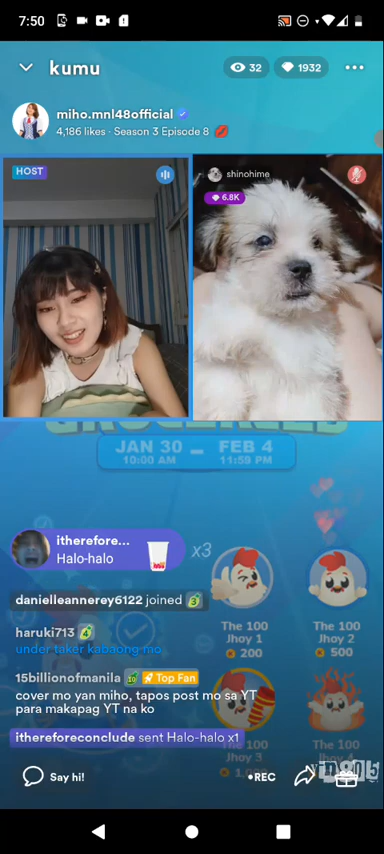 7:50
kumu
32
1932
miho.mnl48official
4,186 likes · Season 3 Episode 8 💋
HOST
shinohime
6.8K
JAN 30 – FEB 4
10:00 AM
11:59 PM
itherefore...
Halo-halo
x3
danielleannerey6122 joined
haruki713
under taker kabaong mo
15billionofmanila Top Fan
cover mo yan miho, tapos post mo sa YT
para makapag YT na ko
ithereforeconclude sent Halo-halo x1
The 100
Jhoy 1
200
The 100
Jhoy 2
500
The 100
Jhoy 3
The 100
Say hi!
•REC